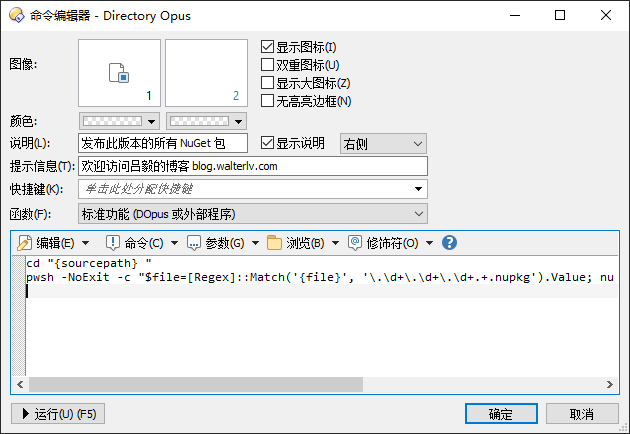 命令编辑器 - Directory Opus
图像:
1
2
显示图标(I)
双重图标(U)
显示大图标(Z)
无高亮边框(N)
颜色:
说明(L): 发布此版本的所有 NuGet 包 显示说明 右侧
提示信息(T): 欢迎访问吕毅的博客 blog.walterlv.com
快捷键(K): 单击此处分配快捷键
函数(F): 标准功能 (DOpus 或外部程序)
编辑(E) 命令(C) 参数(G) 浏览(B) 修饰符(O)
cd "{sourcepath} "
pwsh -NoExit -c "$file=[Regex]::Match('{file}', '\.\d+\.\d+\.\d+.+.nupkg').Value; nu
运行(U) (F5) 确定 取消